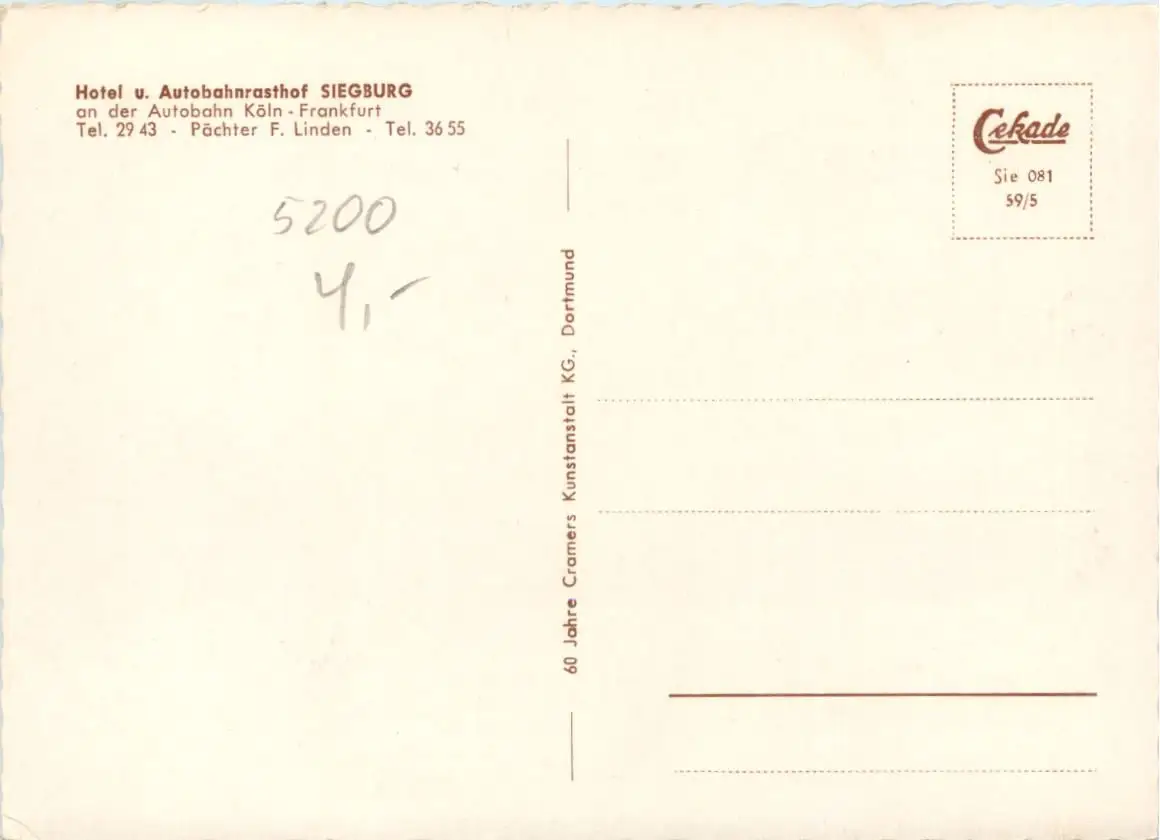 Hotel u. Autobahnrasthof SIEGBURG
an der Autobahn Köln - Frankfurt
Tel. 29 43 - Pächter F. Linden - Tel. 36 55
5200
4,-
60 Jahre Cramers Kunstanstalt KG., Dortmund
Cekade
Sie 081
59/5